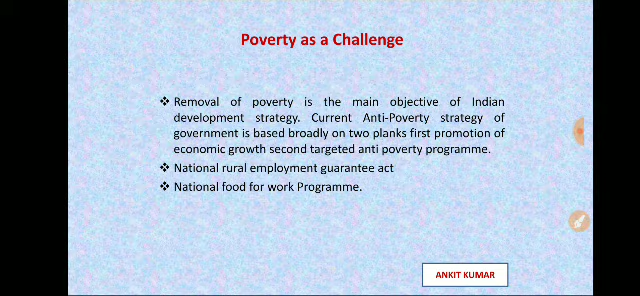 Poverty as a Challenge
❖ Removal of poverty is the main objective of Indian
development strategy. Current Anti-Poverty strategy of
government is based broadly on two planks first promotion of
economic growth second targeted anti poverty programme.
❖ National rural employment guarantee act
❖ National food for work Programme.
ANKIT KUMAR